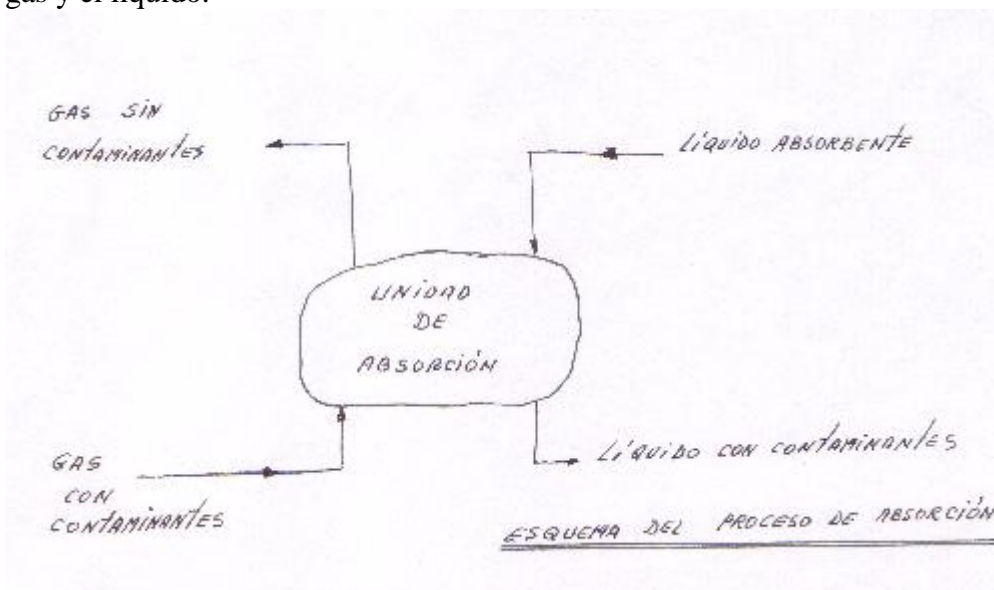 gas y el líquido.
GAS SIN
CONTAMINANTES
LÍQUIDO ABSORBENTE
UNIDAD
DE
ABSORCIÓN
GAS
CON
CONTAMINANTES
LÍQUIDO CON CONTAMINANTES
ESQUEMA DEL PROCESO DE ABSORCIÓN